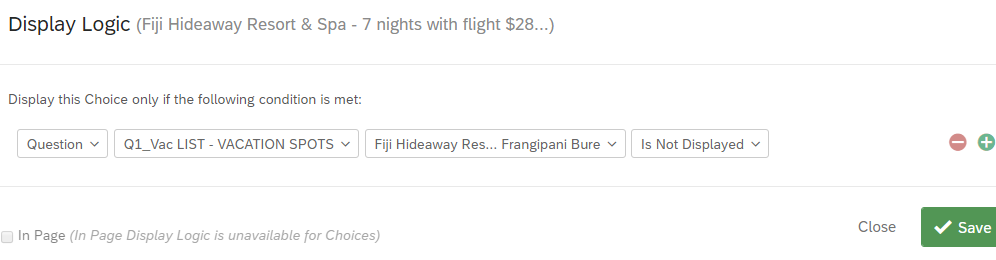 Display Logic (Fiji Hideaway Resort & Spa - 7 nights with flight $28...)
Display this Choice only if the following condition is met:
Question Q1_Vac LIST - VACATION SPOTS Fiji Hideaway Res... Frangipani Bure Is Not Displayed
In Page (In Page Display Logic is unavailable for Choices) Close Save